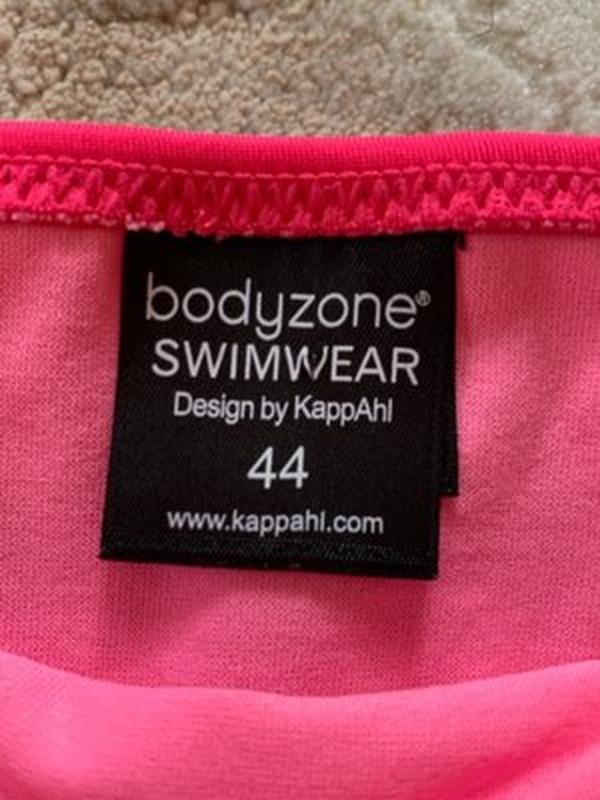 bodyzone®
SWIMWEAR
Design by KappAhl
44
www.kappahl.com